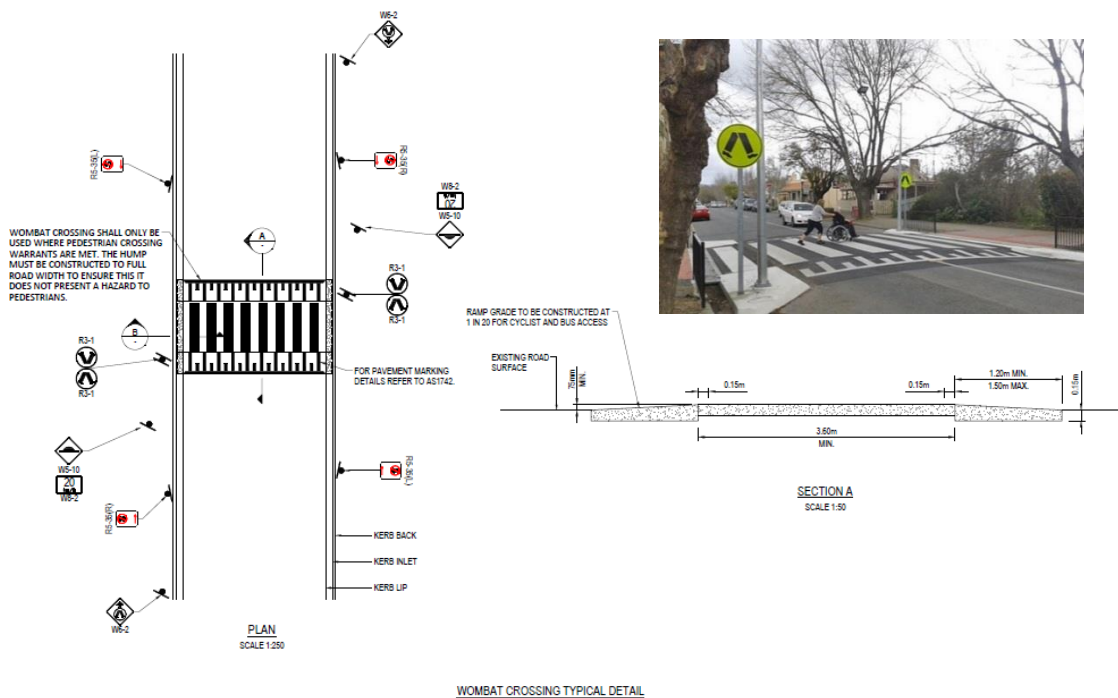 W6-2
R5-35(L)
R5-35(R)
W8-2
20
W5-10
WOMBAT CROSSING SHALL ONLY BE
USED WHERE PEDESTRIAN CROSSING
WARRANTS ARE MET. THE HUMP
MUST BE CONSTRUCTED TO FULL
ROAD WIDTH TO ENSURE THIS IT
DOES NOT PRESENT A HAZARD TO
PEDESTRIANS.
A
-
R3-1
R3-1
B
-
R3-1
R3-1
FOR PAVEMENT MARKING
DETAILS REFER TO AS1742.
W5-10
20
W8-2
R5-35(R)
R5-35(L)
KERB BACK
KERB INLET
KERB LIP
W6-2
PLAN
SCALE 1:250
RAMP GRADE TO BE CONSTRUCTED AT
1 IN 20 FOR CYCLIST AND BUS ACCESS
EXISTING ROAD
SURFACE
75mm
MIN.
0.15m
0.15m
1.20m MIN.
1.50m MAX.
0.15m
3.60m
MIN.
SECTION A
SCALE 1:50
WOMBAT CROSSING TYPICAL DETAIL